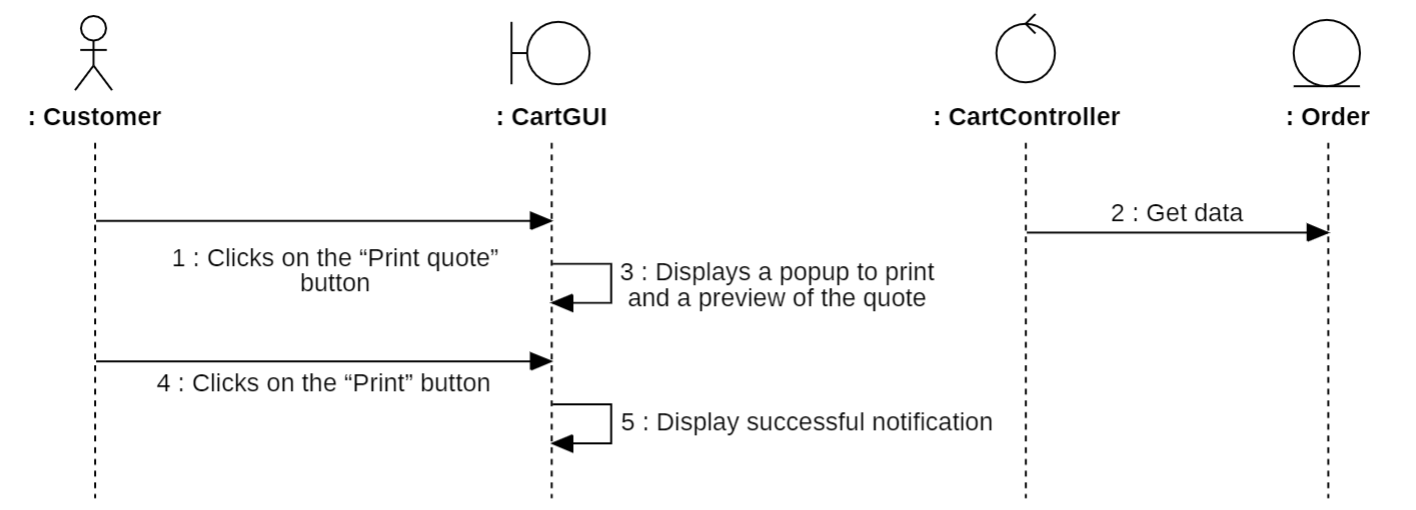 : Customer
: CartGUI
: CartController
: Order
2 : Get data
1 : Clicks on the “Print quote”
button
3 : Displays a popup to print
and a preview of the quote
4 : Clicks on the “Print” button
5 : Display successful notification